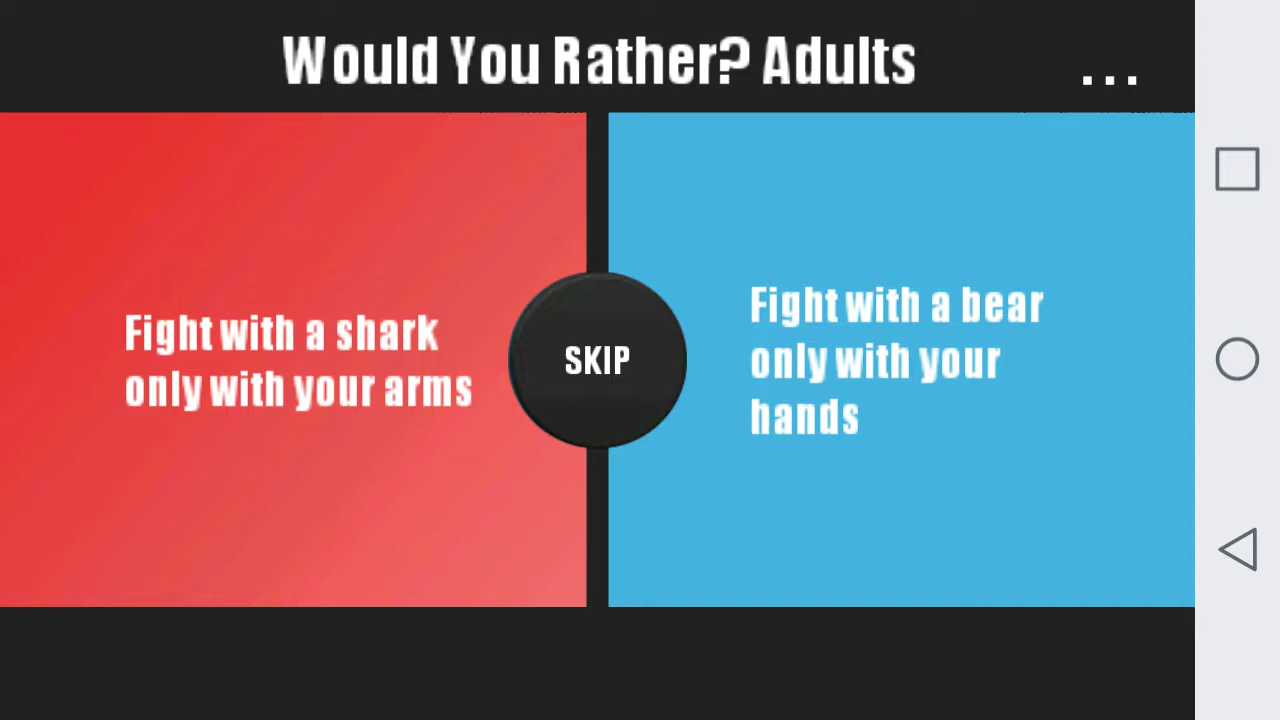 Would You Rather? Adults
...
Fight with a shark
only with your arms
SKIP
Fight with a bear
only with your
hands